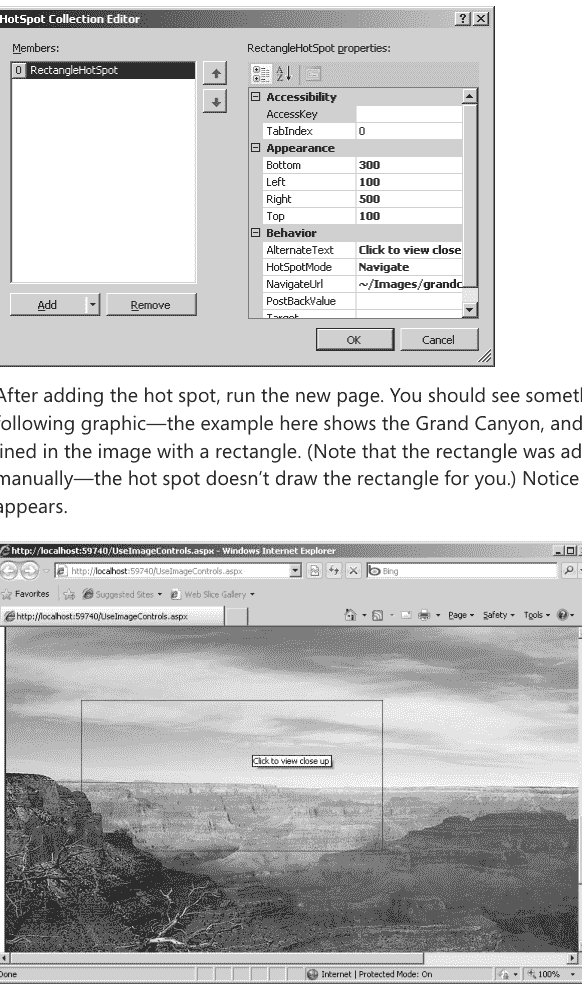 HotSpot Collection Editor
Members:
0 RectangleHotSpot
Add
Remove
RectangleHotSpot properties:
Accessibility
AccessKey
TabIndex 0
Appearance
Bottom 300
Left 100
Right 500
Top 100
Behavior
AlternateText Click to view close
HotSpotMode Navigate
NavigateUrl ~/Images/grandc
PostBackValue
Target
OK
Cancel
After adding the hot spot, run the new page. You should see someth
following graphic—the example here shows the Grand Canyon, and
ined in the image with a rectangle. (Note that the rectangle was ad
manually—the hot spot doesn't draw the rectangle for you.) Notice
appears.
http://localhost:59740/UseImageControls.aspx - Windows Internet Explorer
http://localhost:59740/UseImageControls.aspx
Bing
Favorites Suggested Sites Web Slice Gallery
http://localhost:59740/UseImageControls.aspx
Page Safety Tools
Click to view close up
Done
Internet | Protected Mode: On
100%